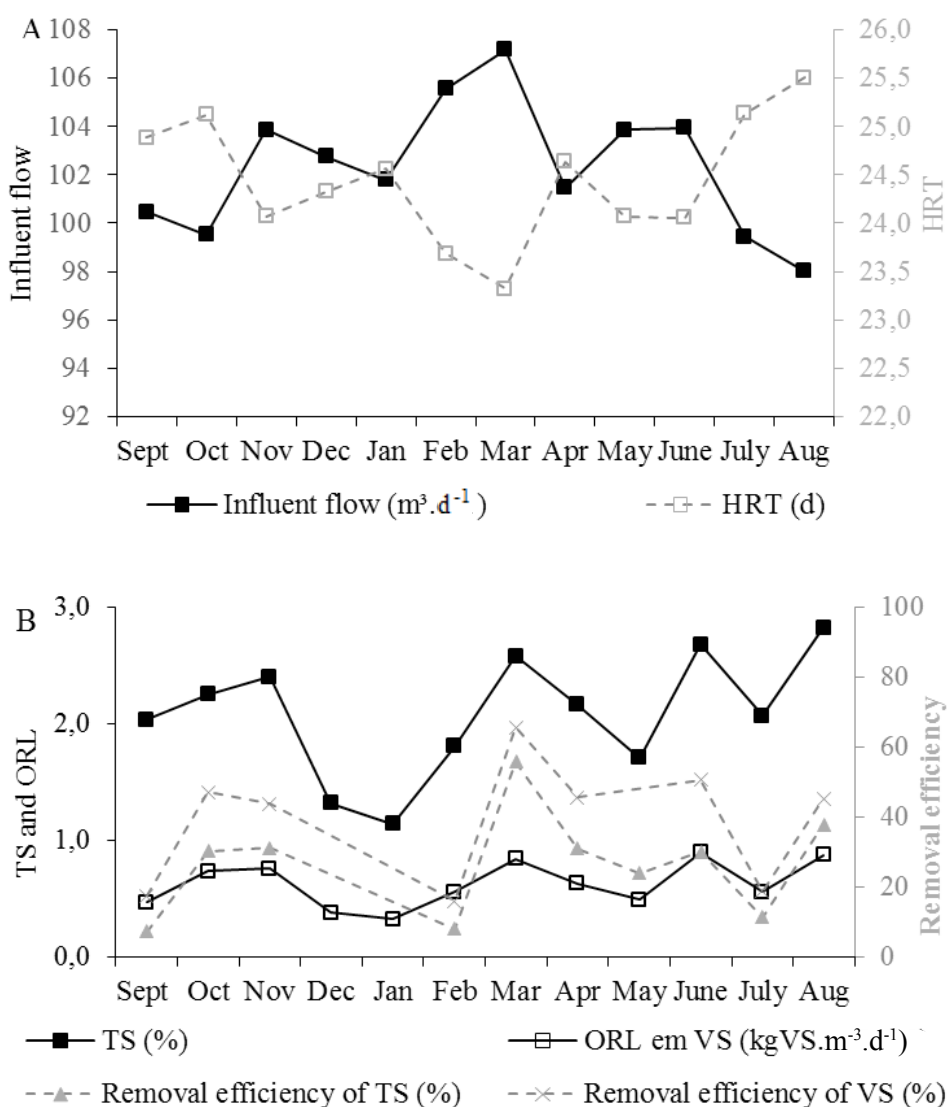 A
108 26,0
106 25,5
104 25,0
102 24,5
100 24,0
98 23,5
96 23,0
94 22,5
92 22,0
Influent flow
HRT
Sept Oct Nov Dec Jan Feb Mar Apr May June July Aug
Influent flow (m³.d⁻¹) HRT (d)
B
3,0 100
80
2,0
60
1,0 40
20
0,0 0
TS and ORL
Removal efficiency
Sept Oct Nov Dec Jan Feb Mar Apr May June July Aug
TS (%) ORL em VS (kgVS.m⁻³.d⁻¹)
Removal efficiency of TS (%) Removal efficiency of VS (%)